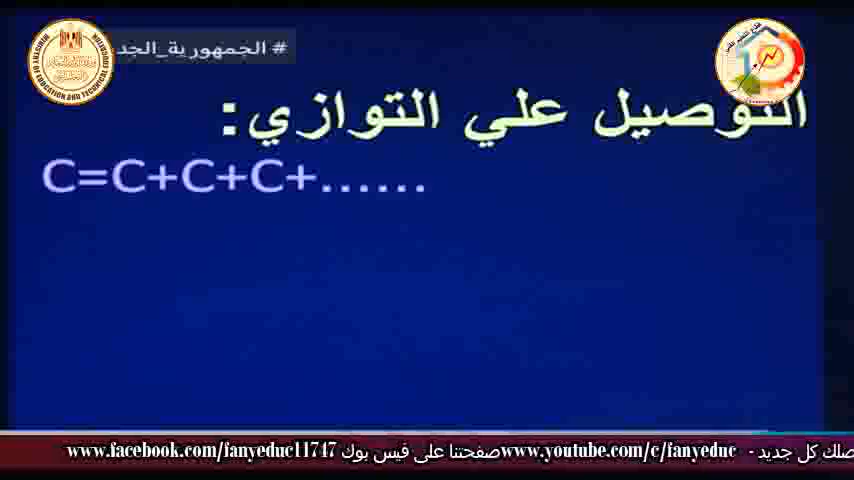 # الجمهورية_الجد
التوصيل علي التوازي:
C=C+C+C+......
صلك كل جديد - www.youtube.com/c/fanyeduc صفحتنا على فيس بوك www.facebook.com/fanyeduc11747